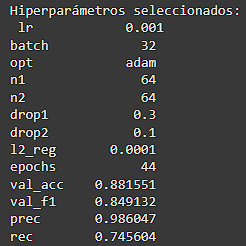 Hiperparámetros seleccionados:
lr 0.001
batch 32
opt adam
n1 64
n2 64
drop1 0.3
drop2 0.1
l2_reg 0.0001
epochs 44
val_acc 0.881551
val_f1 0.849132
prec 0.986047
rec 0.745604